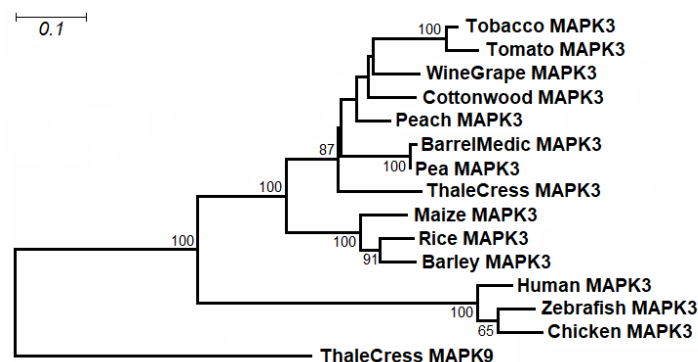 0.1
100
Tobacco MAPK3
Tomato MAPK3
WineGrape MAPK3
Cottonwood MAPK3
Peach MAPK3
87
BarrelMedic MAPK3
100
Pea MAPK3
ThaleCress MAPK3
100
Maize MAPK3
100
Rice MAPK3
91
Barley MAPK3
100
Human MAPK3
100
Zebrafish MAPK3
65
Chicken MAPK3
ThaleCress MAPK9